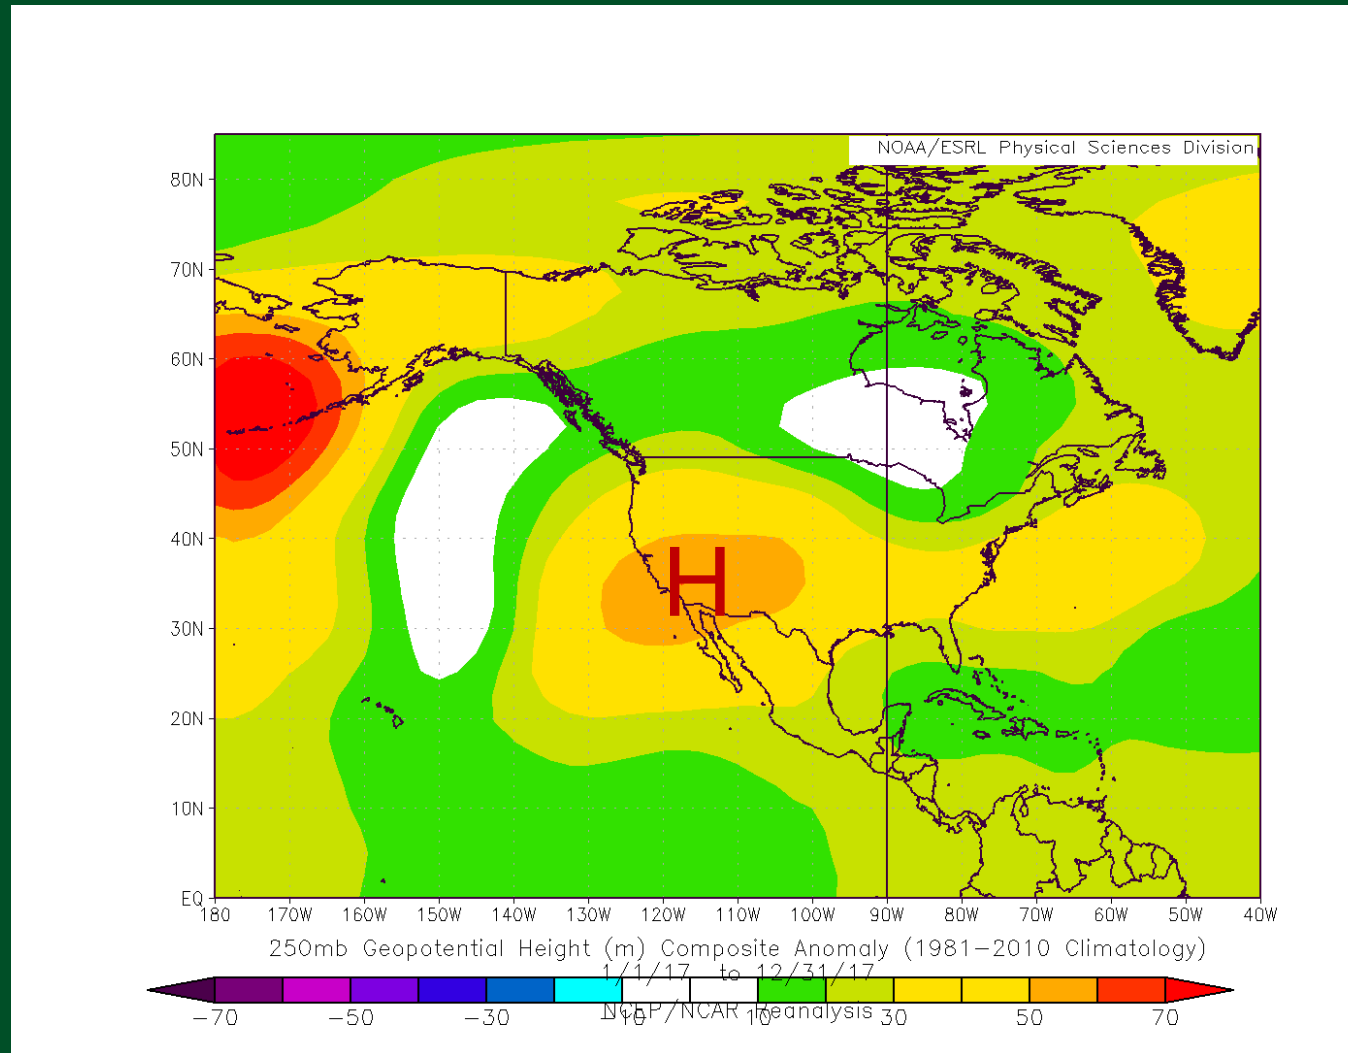 NOAA/ESRL Physical Sciences Division
80N
70N
60N
50N
40N
H
30N
20N
10N
EQ
180 170W 160W 150W 140W 130W 120W 110W 100W 90W 80W 70W 60W 50W 40W
250mb Geopotential Height (m) Composite Anomaly (1981-2010 Climatology)
1/1/17 to 12/31/17
-70 -50 -30 -10 10 30 50 70
NCEP/NCAR Reanalysis